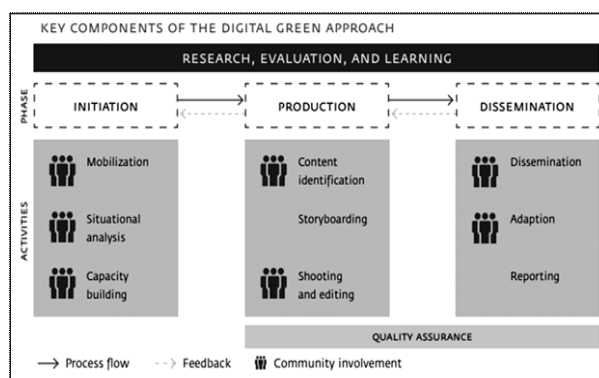 KEY COMPONENTS OF THE DIGITAL GREEN APPROACH
RESEARCH, EVALUATION, AND LEARNING
PHASE
INITIATION
PRODUCTION
DISSEMINATION
ACTIVITIES
Mobilization
Situational
analysis
Capacity
building
Content
identification
Storyboarding
Shooting
and editing
Dissemination
Adaption
Reporting
QUALITY ASSURANCE
Process flow
Feedback
Community involvement